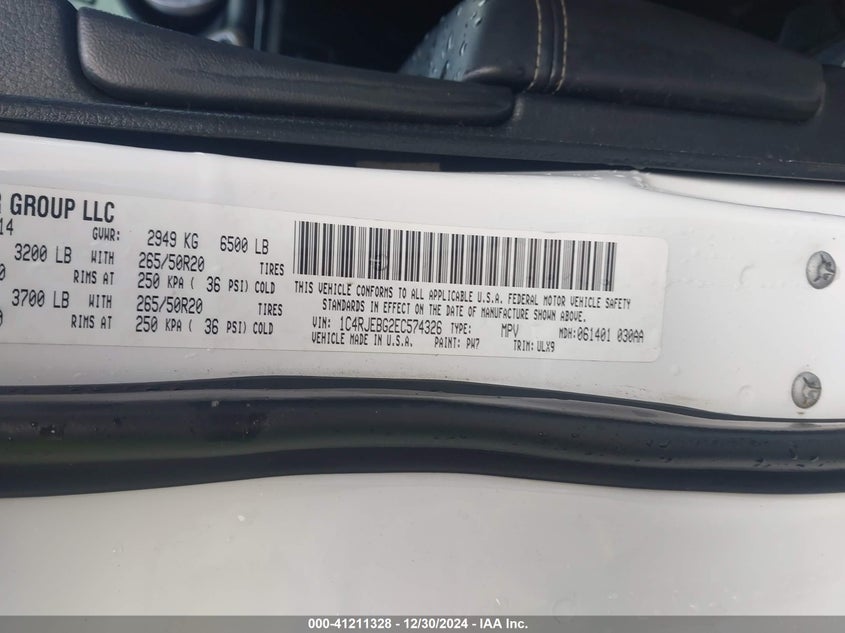 GROUP LLC
14 GVWR: 2949 KG 6500 LB
3200 LB WITH 265/50R20 TIRES
RIMS AT 250 KPA ( 36 PSI) COLD
3700 LB WITH 265/50R20 TIRES
RIMS AT 250 KPA ( 36 PSI) COLD
THIS VEHICLE CONFORMS TO ALL APPLICABLE U.S.A. FEDERAL MOTOR VEHICLE SAFETY
STANDARDS IN EFFECT ON THE DATE OF MANUFACTURE SHOWN ABOVE.
VIN: 1C4RJEBG2EC574326 TYPE: MPV MDH: 061401 030AA
VEHICLE MADE IN U.S.A. PAINT: PW7 TRIM: ULX9
000-41211328 - 12/30/2024 - IAA Inc.